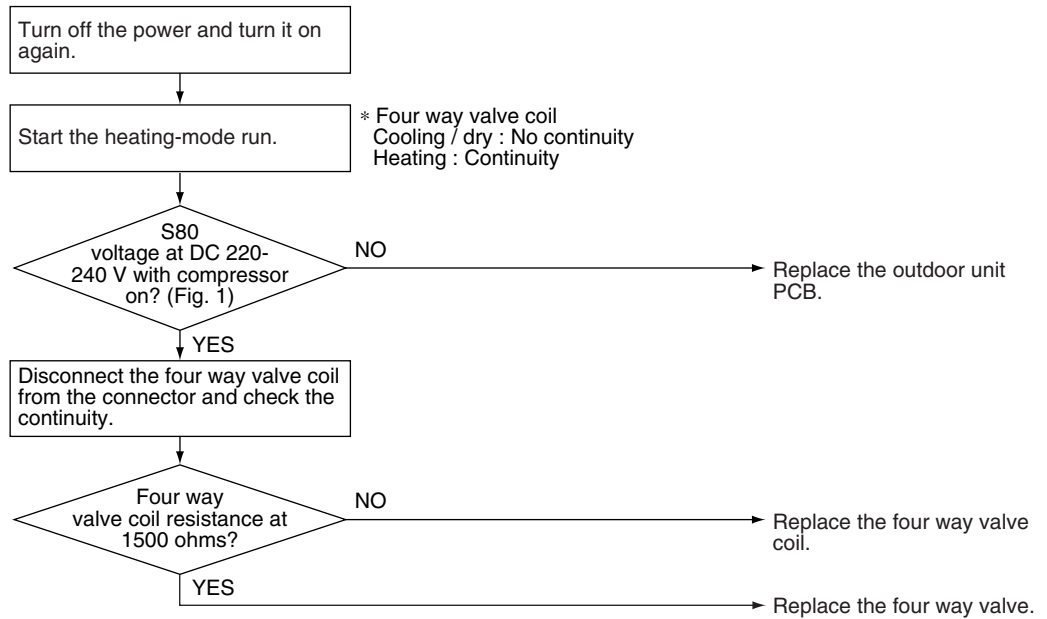 Turn off the power and turn it on
again.
Start the heating-mode run.
* Four way valve coil
Cooling / dry : No continuity
Heating : Continuity
S80
voltage at DC 220-
240 V with compressor
on? (Fig. 1)
NO
Replace the outdoor unit
PCB.
YES
Disconnect the four way valve coil
from the connector and check the
continuity.
Four way
valve coil resistance at
1500 ohms?
NO
Replace the four way valve
coil.
YES
Replace the four way valve.